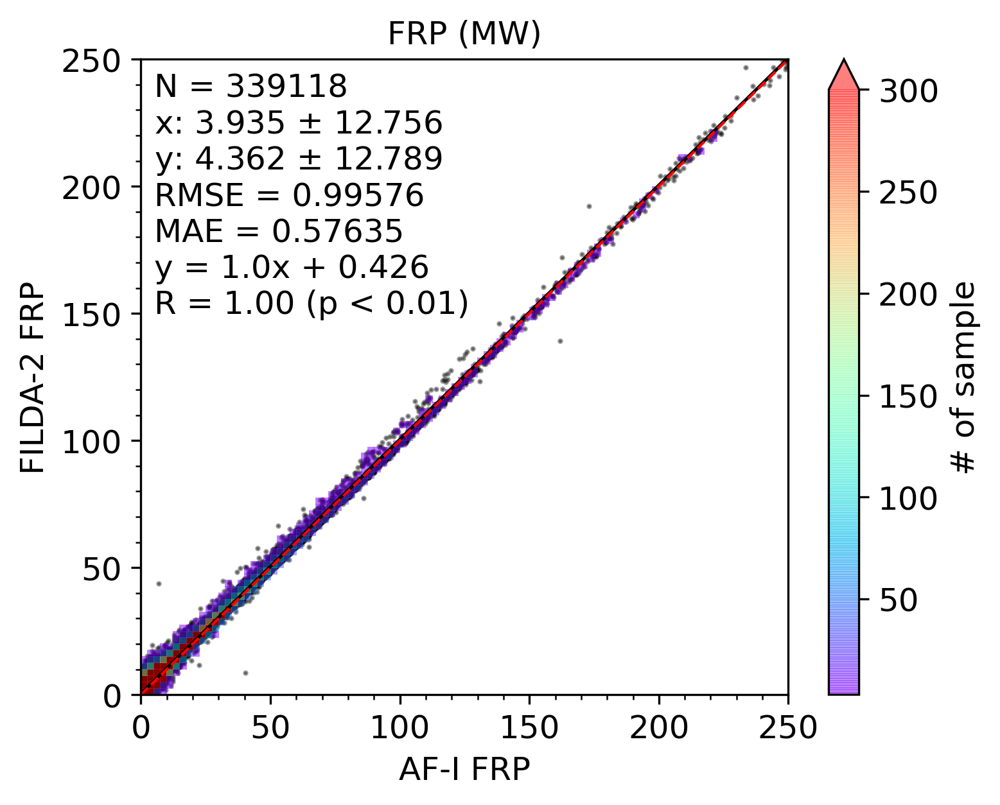 FRP (MW)
N = 339118
x: 3.935 ± 12.756
y: 4.362 ± 12.789
RMSE = 0.99576
MAE = 0.57635
y = 1.0x + 0.426
R = 1.00 (p < 0.01)
250
200
150
100
50
0
FILDA-2 FRP
0 50 100 150 200 250
AF-I FRP
300
250
200
150
100
50
# of sample